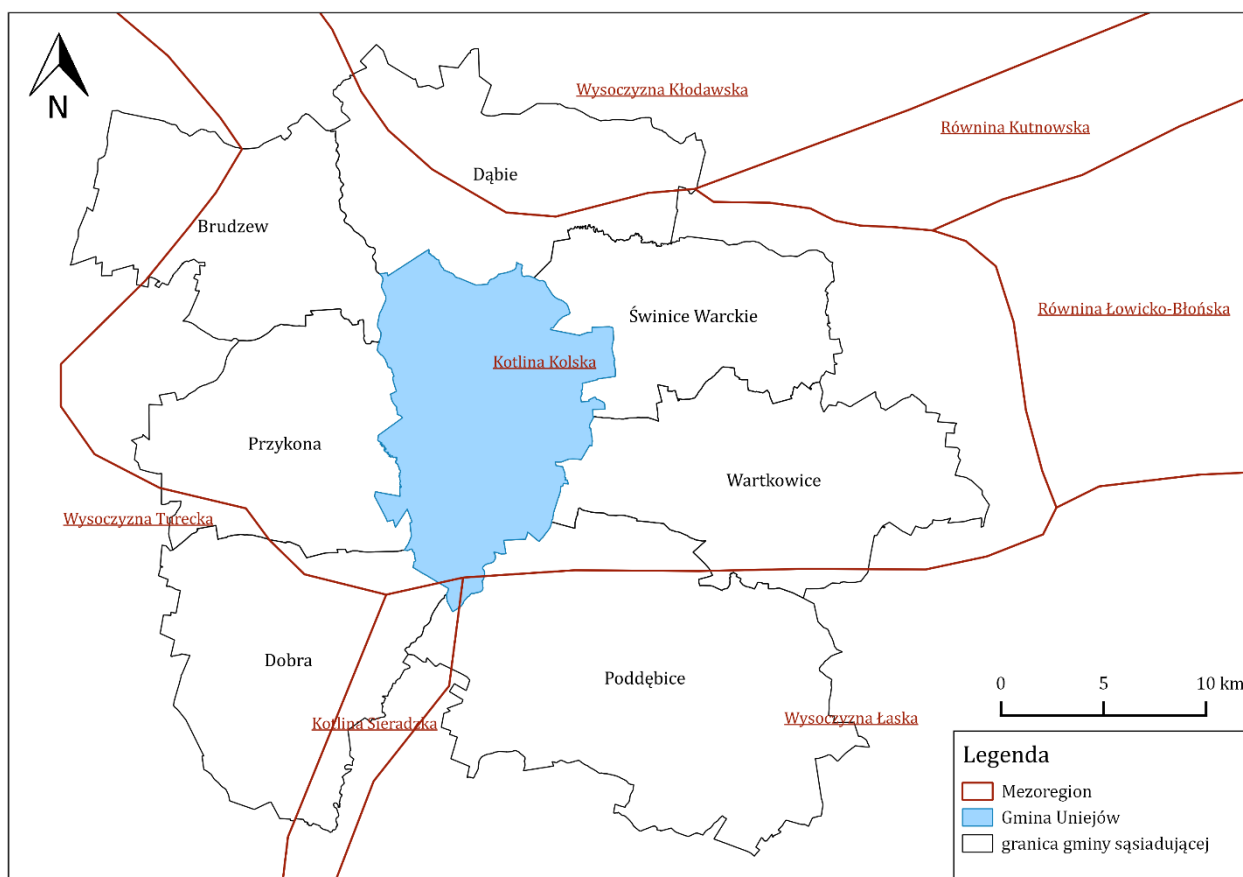 N
Wysoczyzna Kłodawska
Równina Kutnowska
Dąbie
Brudzew
Świnice Warckie
Równina Łowicko-Błońska
Kotlina Kolska
Przykona
Wartkowice
Wysoczyzna Turecka
Dobra
Poddębice
Kotlina Sieradzka
Wysoczyzna Łaska
0 5 10 km
Legenda
Mezoregion
Gmina Uniejów
granica gminy sąsiadującej